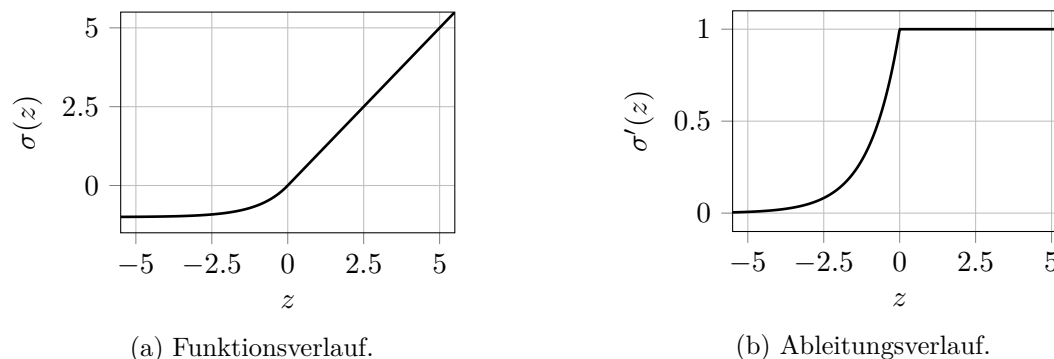 5
2.5
0
σ(z)
−5 −2.5 0 2.5 5
z
(a) Funktionsverlauf.
1
0.5
0
σ′(z)
−5 −2.5 0 2.5 5
z
(b) Ableitungsverlauf.